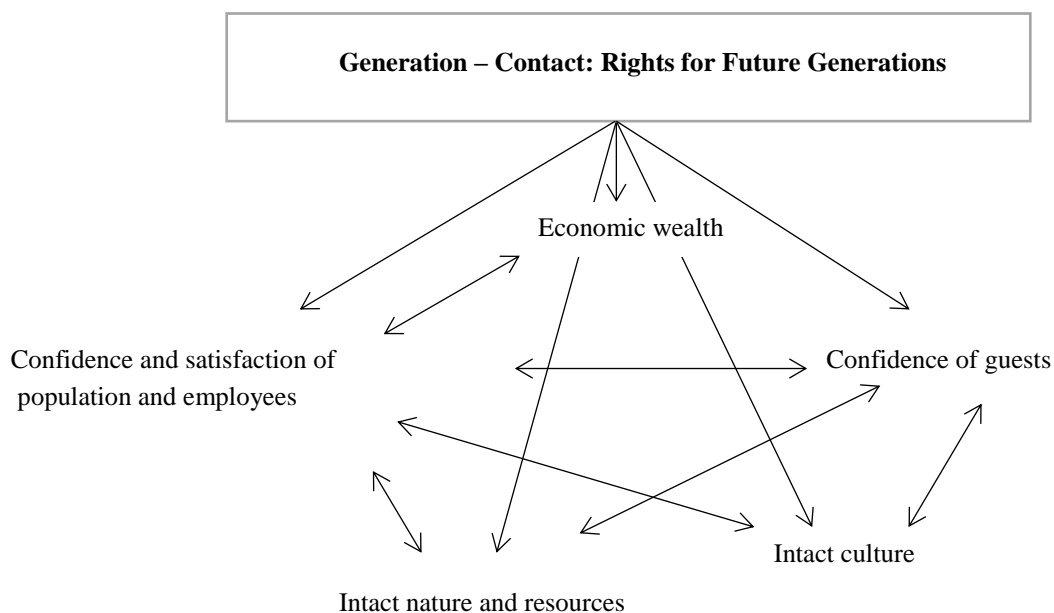 Generation – Contact: Rights for Future Generations
Economic wealth
Confidence and satisfaction of
population and employees
Confidence of guests
Intact culture
Intact nature and resources